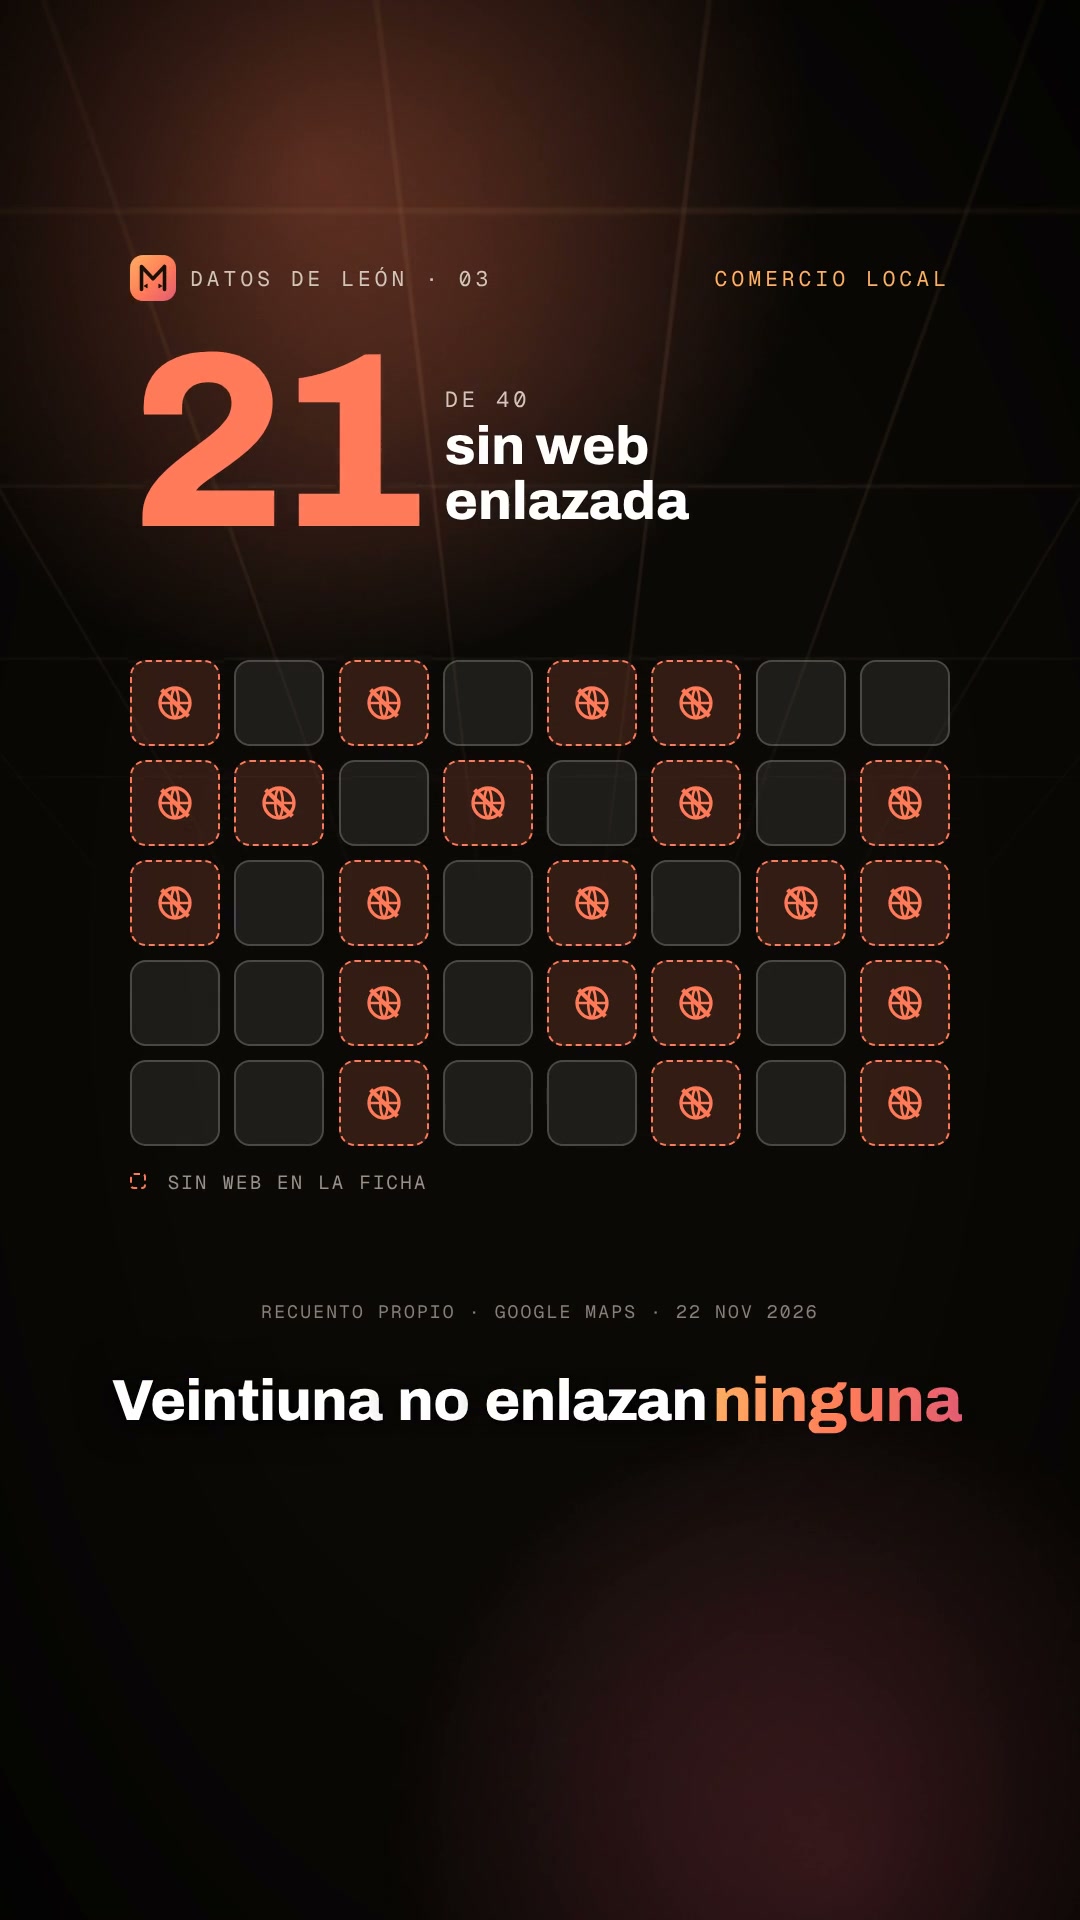 M
DATOS DE LEÓN · 03
COMERCIO LOCAL
21
DE 40
sin web
enlazada
SIN WEB EN LA FICHA
RECUENTO PROPIO · GOOGLE MAPS · 22 NOV 2026
Veintiuna no enlazan ninguna